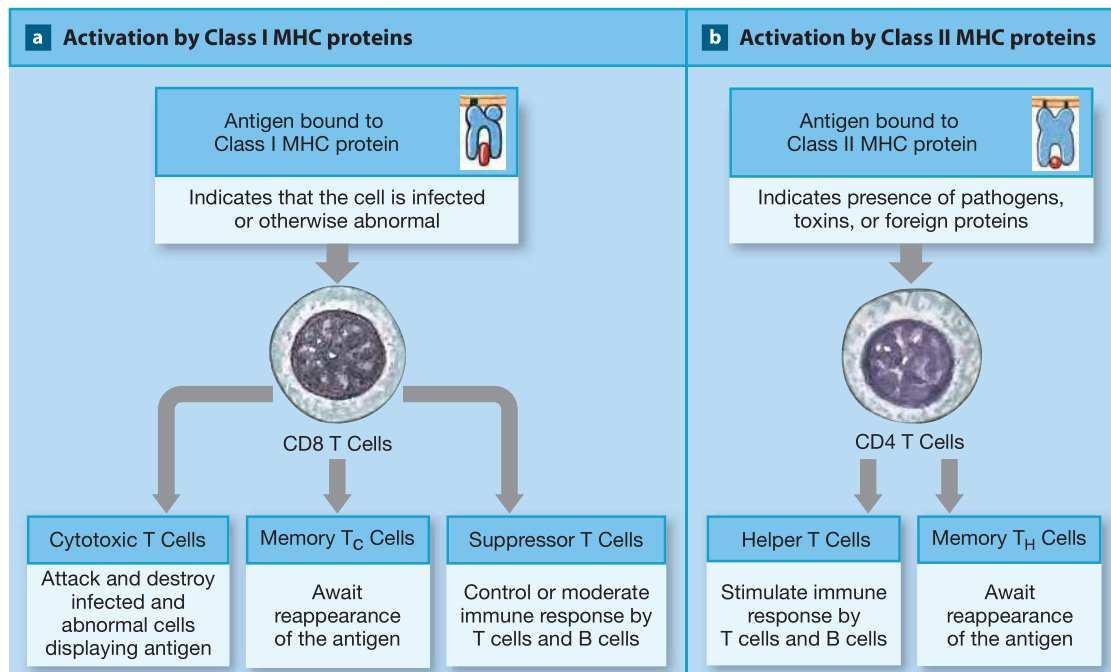 a Activation by Class I MHC proteins
Antigen bound to
Class I MHC protein
Indicates that the cell is infected
or otherwise abnormal
CD8 T Cells
Cytotoxic T Cells
Attack and destroy
infected and
abnormal cells
displaying antigen
Memory TC Cells
Await
reappearance
of the antigen
Suppressor T Cells
Control or moderate
immune response by
T cells and B cells
b Activation by Class II MHC proteins
Antigen bound to
Class II MHC protein
Indicates presence of pathogens,
toxins, or foreign proteins
CD4 T Cells
Helper T Cells
Stimulate immune
response by
T cells and B cells
Memory TH Cells
Await
reappearance
of the antigen